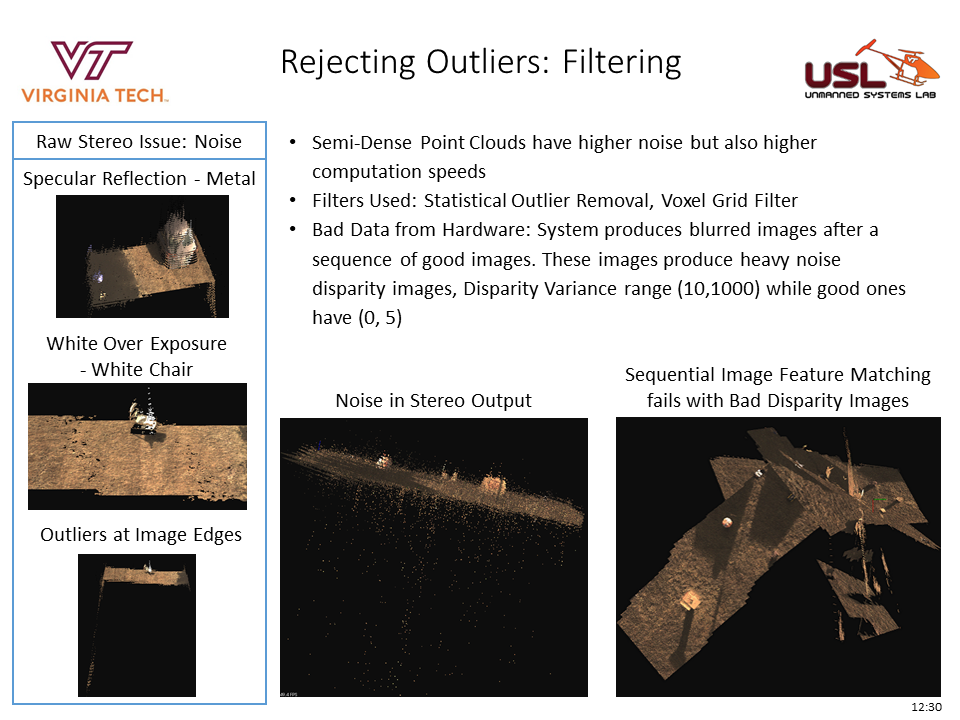 VT
VIRGINIA TECH™
Rejecting Outliers: Filtering
USL
UNMANNED SYSTEMS LAB
Raw Stereo Issue: Noise
Specular Reflection - Metal
White Over Exposure
- White Chair
Outliers at Image Edges
• Semi-Dense Point Clouds have higher noise but also higher
computation speeds
• Filters Used: Statistical Outlier Removal, Voxel Grid Filter
• Bad Data from Hardware: System produces blurred images after a
sequence of good images. These images produce heavy noise
disparity images, Disparity Variance range (10,1000) while good ones
have (0, 5)
Noise in Stereo Output
Sequential Image Feature Matching
fails with Bad Disparity Images
FPS
12:30